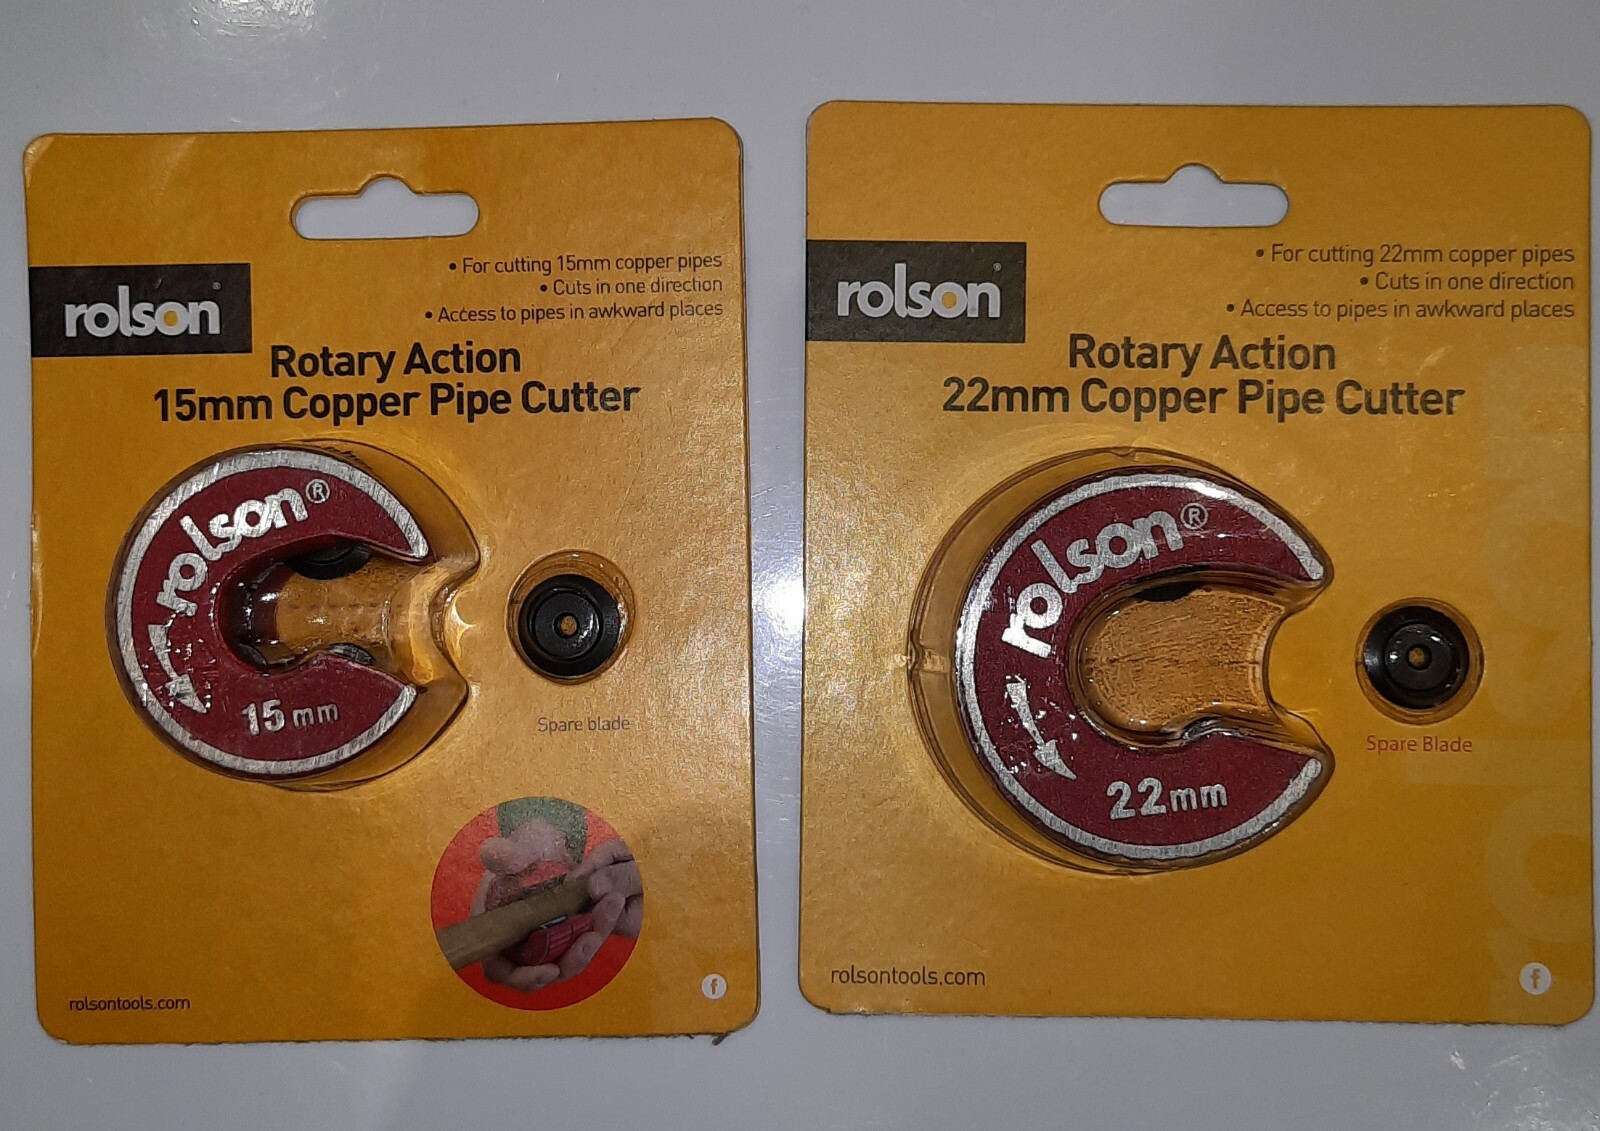 rolson®
• For cutting 15mm copper pipes
• Cuts in one direction
• Access to pipes in awkward places
Rotary Action
15mm Copper Pipe Cutter
rolson®
15mm
Spare blade
rolsontools.com
f
rolson®
• For cutting 22mm copper pipes
• Cuts in one direction
• Access to pipes in awkward places
Rotary Action
22mm Copper Pipe Cutter
rolson®
22mm
Spare Blade
rolsontools.com
f